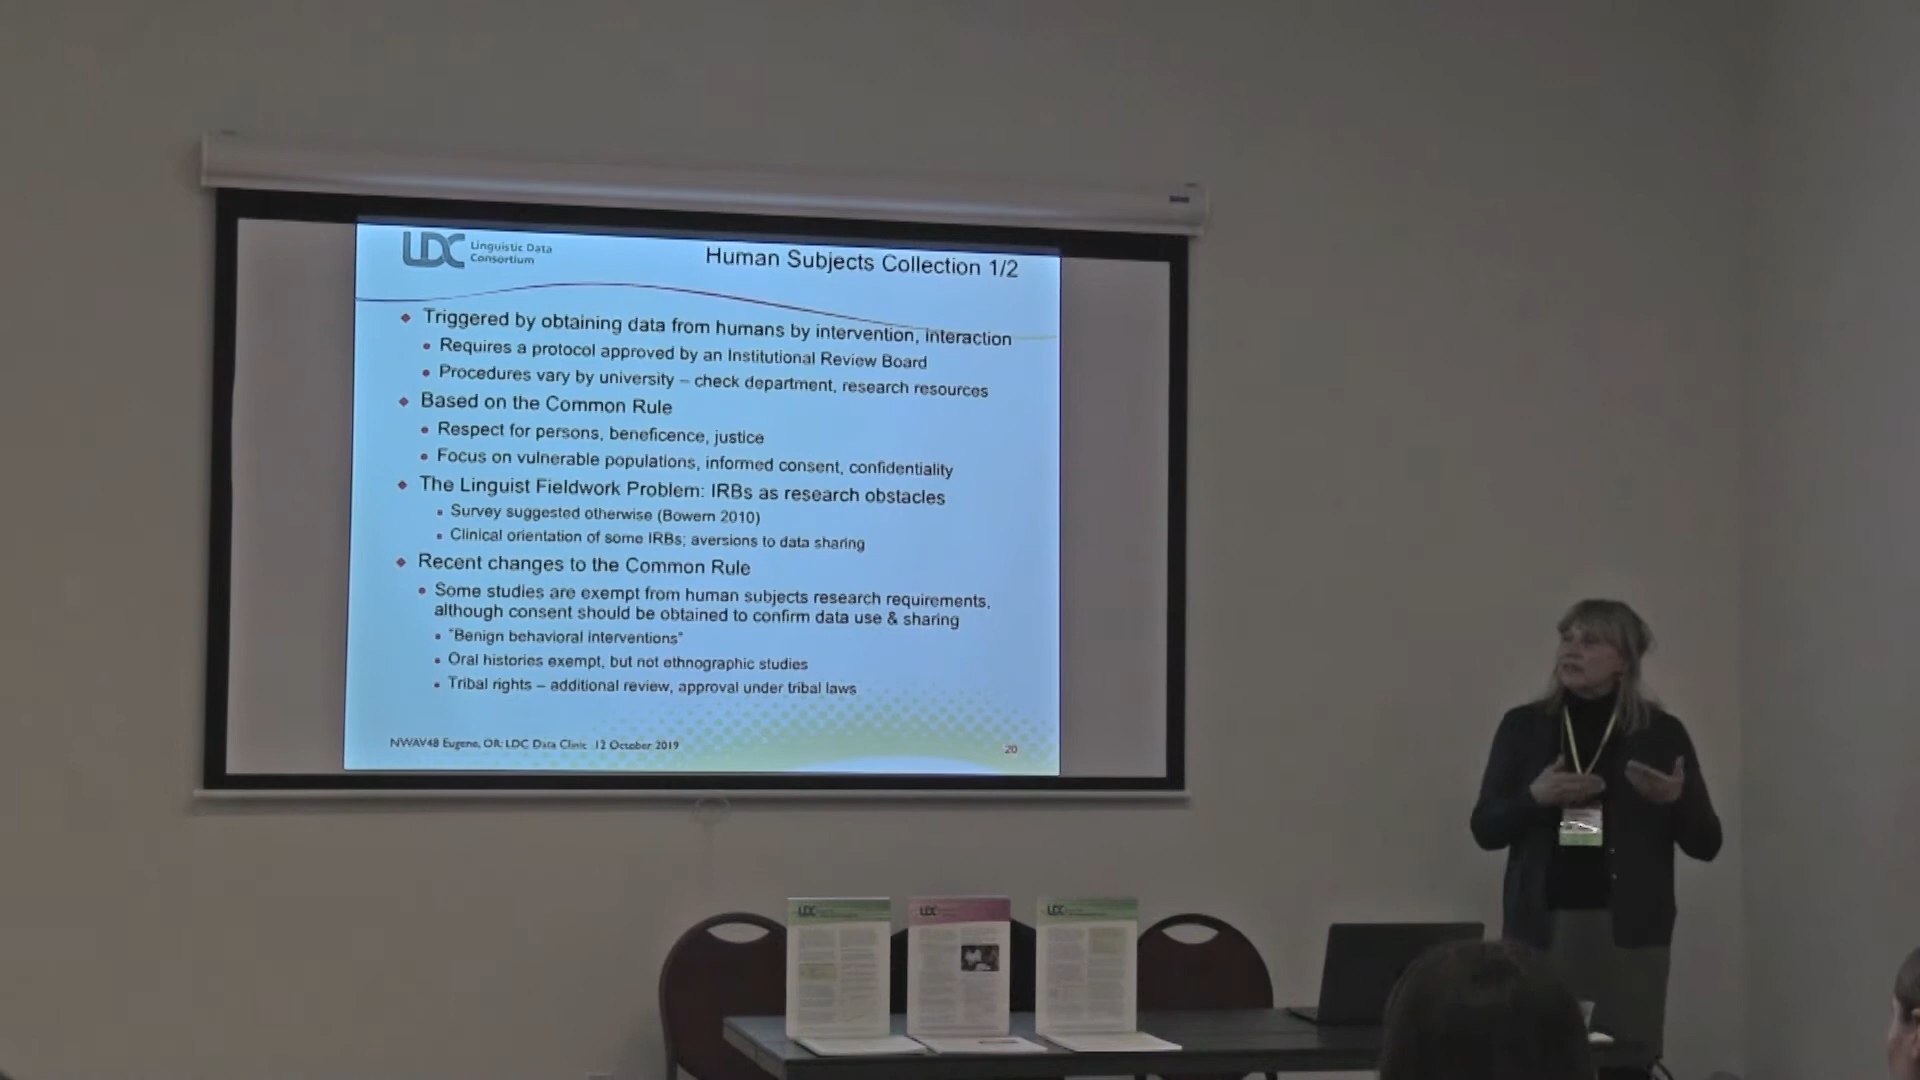 LDC Linguistic Data
Consortium
Human Subjects Collection 1/2
Triggered by obtaining data from humans by intervention, interaction
Requires a protocol approved by an Institutional Review Board
Procedures vary by university – check department, research resources
Based on the Common Rule
Respect for persons, beneficence, justice
Focus on vulnerable populations, informed consent, confidentiality
The Linguist Fieldwork Problem: IRBs as research obstacles
Survey suggested otherwise (Bowern 2010)
Clinical orientation of some IRBs; aversions to data sharing
Recent changes to the Common Rule
Some studies are exempt from human subjects research requirements,
although consent should be obtained to confirm data use & sharing
"Benign behavioral interventions"
Oral histories exempt, but not ethnographic studies
Tribal rights – additional review, approval under tribal laws
NWAV48 Eugene, OR: LDC Data Clinic 12 October 2019
20
LDC
LDC
LDC